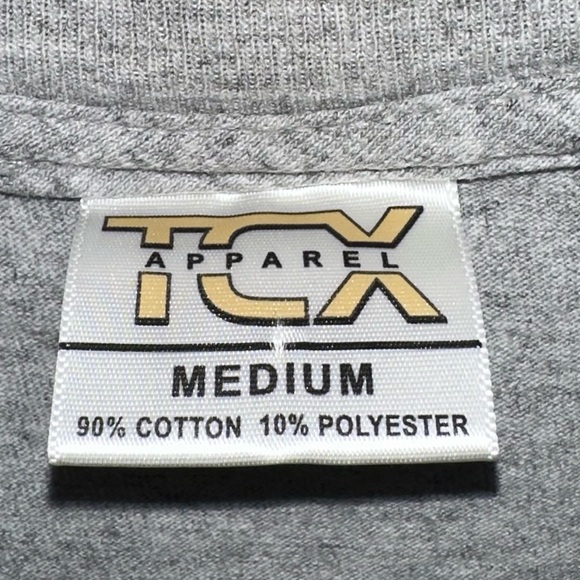 TCX
APPAREL
MEDIUM
90% COTTON 10% POLYESTER